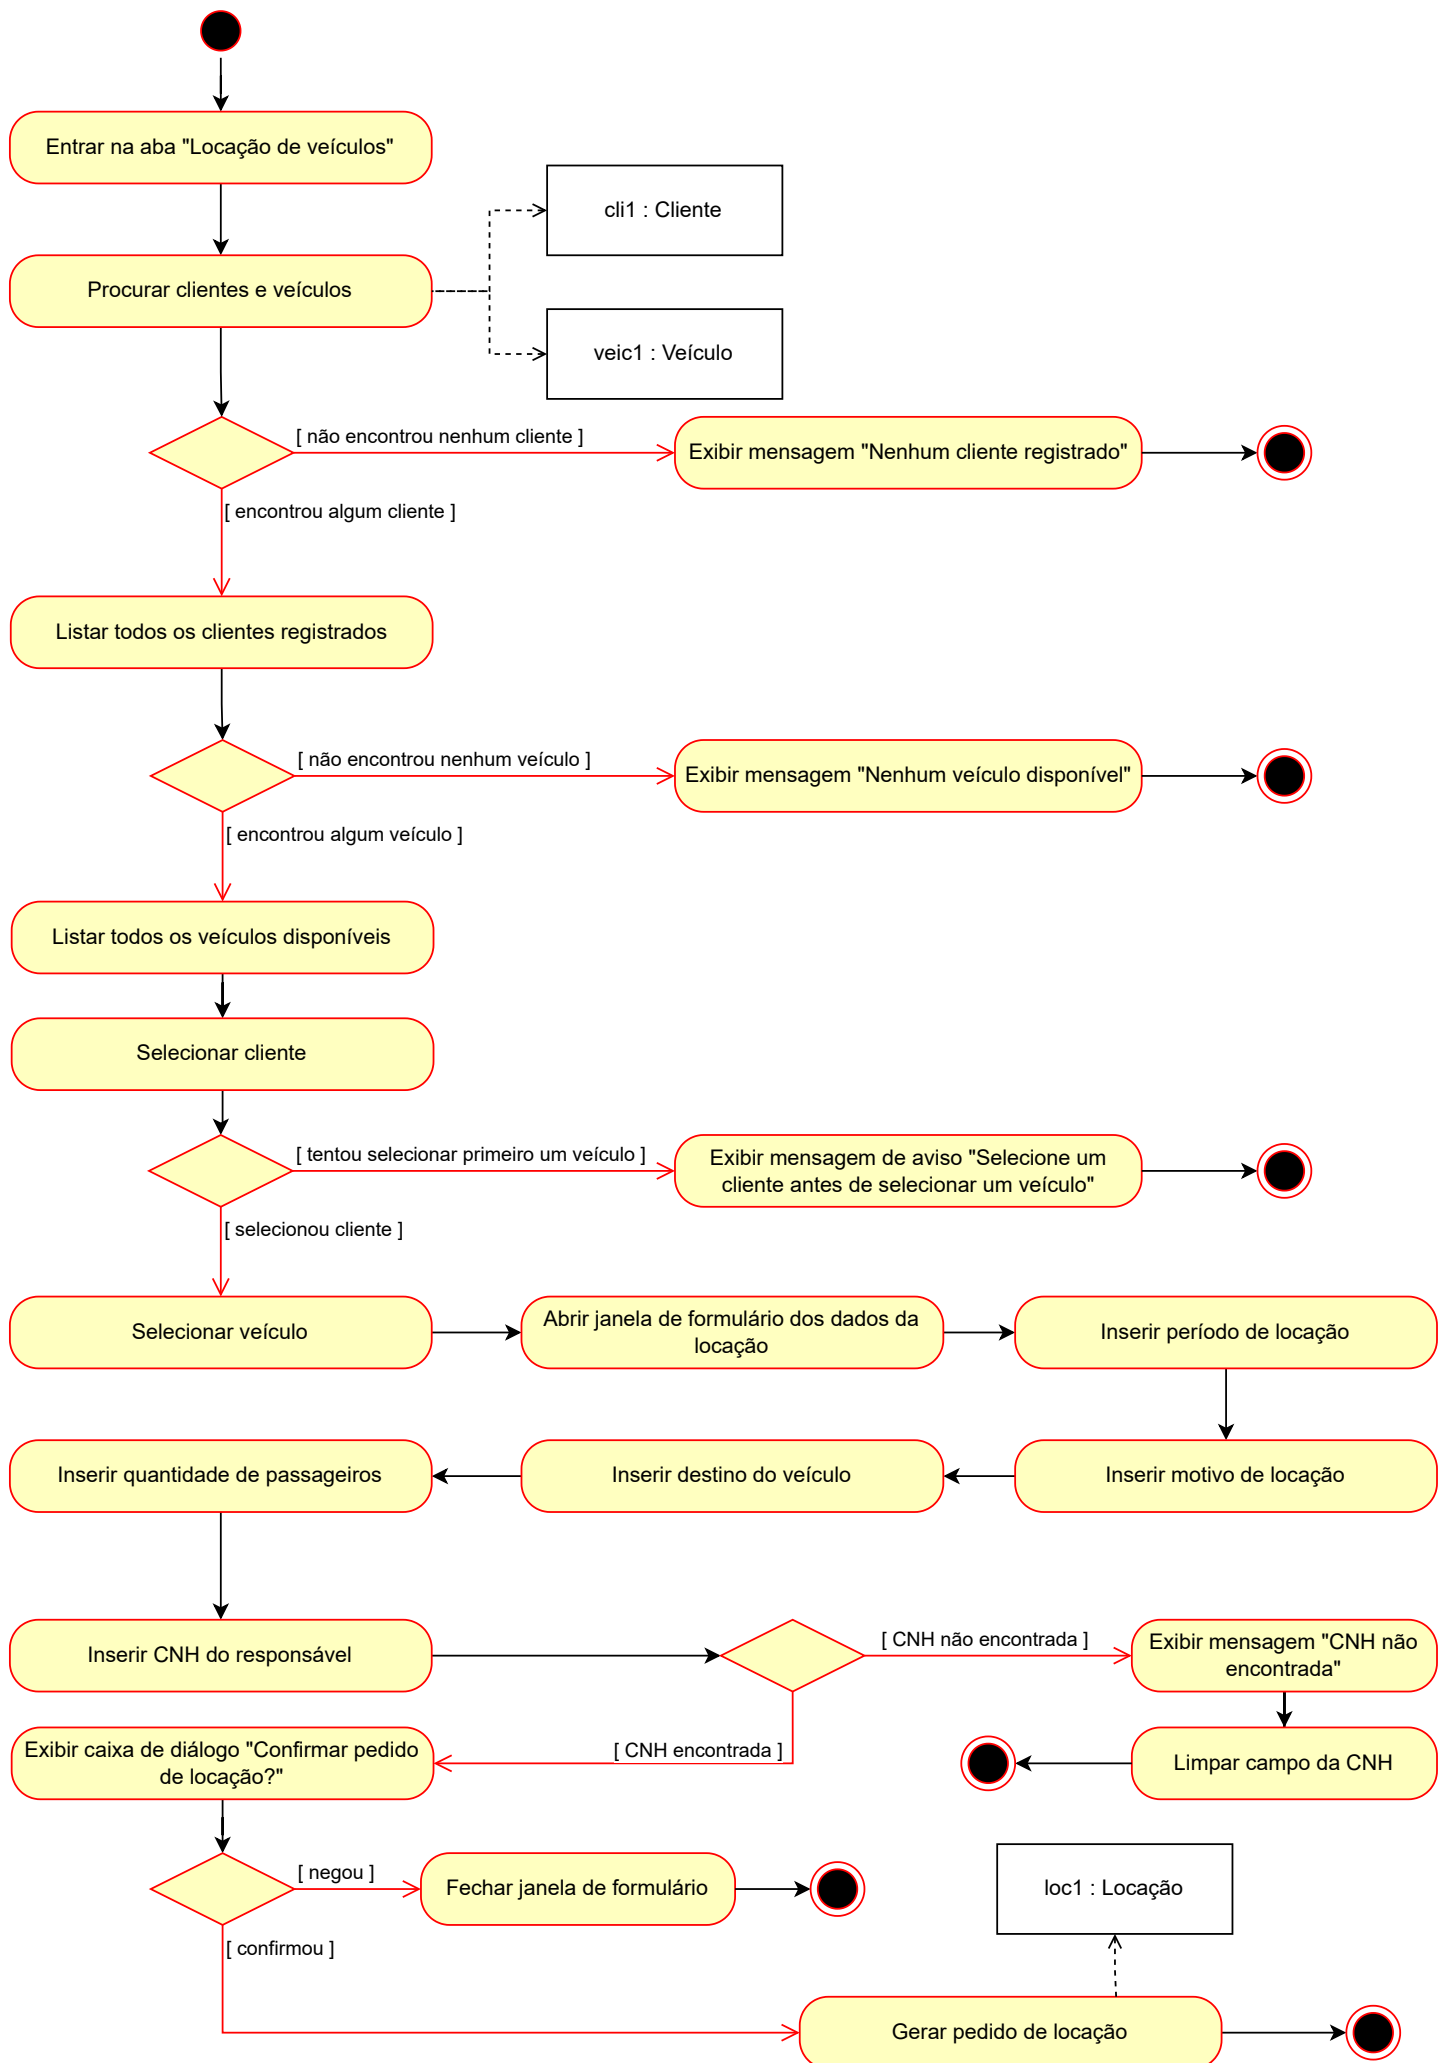 Entrar na aba "Locação de veículos"
cli1 : Cliente
Procurar clientes e veículos
veic1 : Veículo
[ não encontrou nenhum cliente ]
Exibir mensagem "Nenhum cliente registrado"
[ encontrou algum cliente ]
Listar todos os clientes registrados
[ não encontrou nenhum veículo ]
Exibir mensagem "Nenhum veículo disponível"
[ encontrou algum veículo ]
Listar todos os veículos disponíveis
Selecionar cliente
[ tentou selecionar primeiro um veículo ]
Exibir mensagem de aviso "Selecione um
cliente antes de selecionar um veículo"
[ selecionou cliente ]
Selecionar veículo
Abrir janela de formulário dos dados da
locação
Inserir período de locação
Inserir quantidade de passageiros
Inserir destino do veículo
Inserir motivo de locação
Inserir CNH do responsável
[ CNH não encontrada ]
Exibir mensagem "CNH não
encontrada"
Exibir caixa de diálogo "Confirmar pedido
de locação?"
[ CNH encontrada ]
Limpar campo da CNH
[ negou ]
Fechar janela de formulário
loc1 : Locação
[ confirmou ]
Gerar pedido de locação